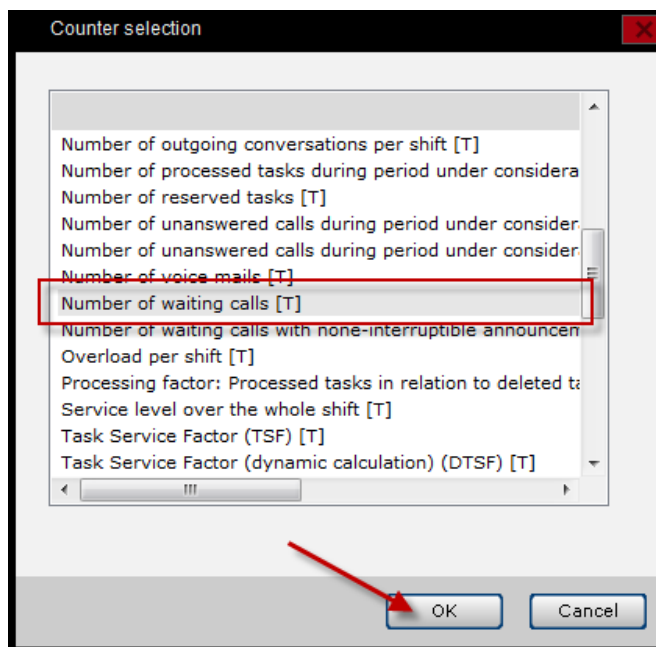 Counter selection
Number of outgoing conversations per shift [T]
Number of processed tasks during period under considera
Number of reserved tasks [T]
Number of unanswered calls during period under consider
Number of unanswered calls during period under consider
Number of voice mails [T]
Number of waiting calls [T]
Number of waiting calls with none-interruptible announcem
Overload per shift [T]
Processing factor: Processed tasks in relation to deleted ta
Service level over the whole shift [T]
Task Service Factor (TSF) [T]
Task Service Factor (dynamic calculation) (DTSF) [T]
OK
Cancel